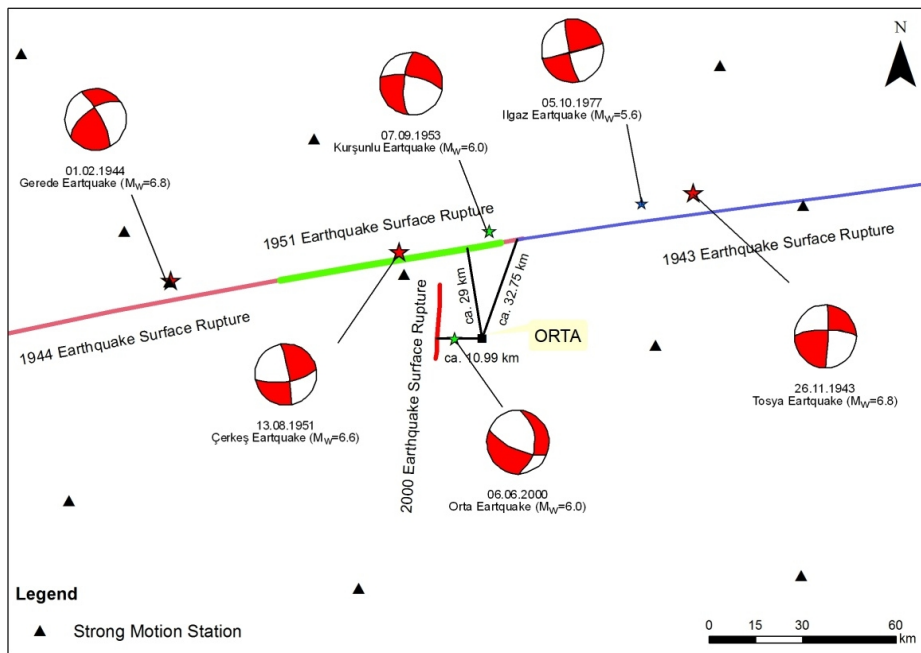 N
05.10.1977
Ilgaz Eartquake (MW=5.6)
07.09.1953
Kurşunlu Eartquake (MW=6.0)
01.02.1944
Gerede Eartquake (MW=6.8)
1951 Earthquake Surface Rupture
1943 Earthquake Surface Rupture
1944 Earthquake Surface Rupture
2000 Earthquake Surface Rupture
ca. 29 km
ca. 32.75 km
ORTA
ca. 10.99 km
26.11.1943
Tosya Eartquake (MW=6.8)
13.08.1951
Çerkeş Eartquake (MW=6.6)
06.06.2000
Orta Eartquake (MW=6.0)
Legend
Strong Motion Station
0 15 30 60
km